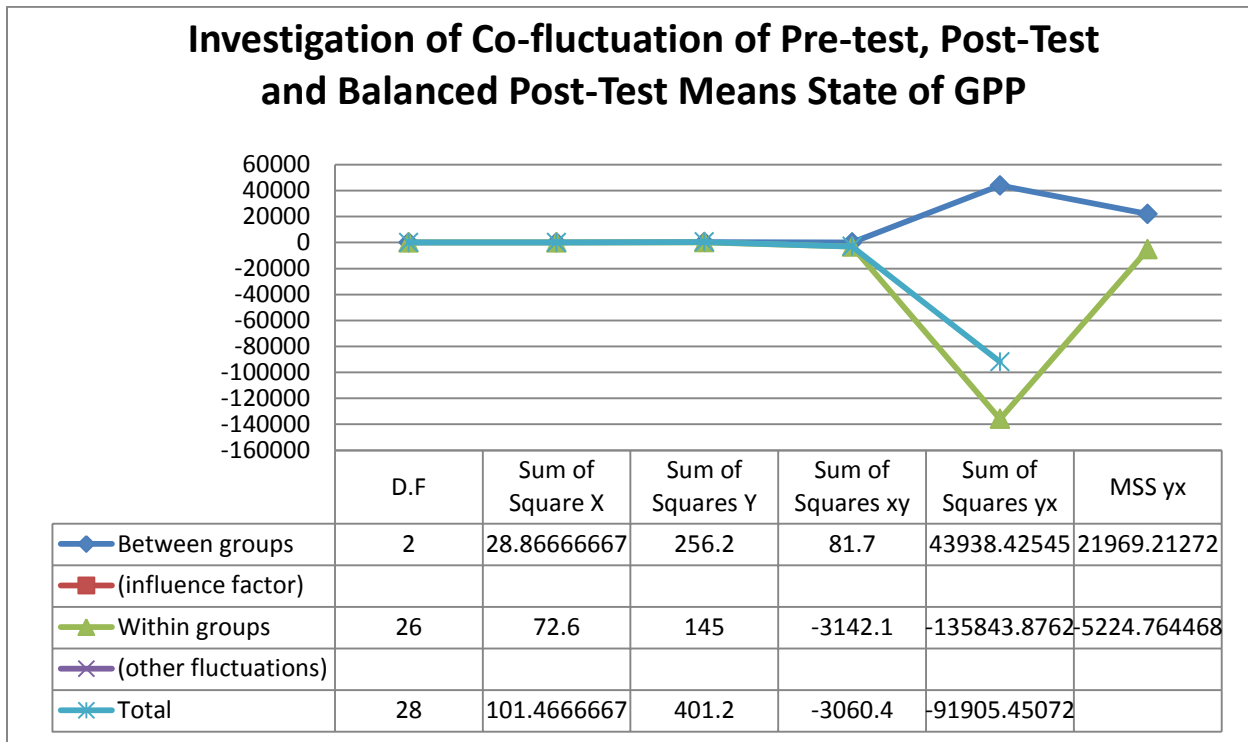 Investigation of Co-fluctuation of Pre-test, Post-Test
and Balanced Post-Test Means State of GPP
60000
40000
20000
0
-20000
-40000
-60000
-80000
-100000
-120000
-140000
-160000
D.F Sum of Square X Sum of Squares Y Sum of Squares xy Sum of Squares yx MSS yx
Between groups 2 28.86666667 256.2 81.7 43938.42545 21969.21272
(influence factor)
Within groups 26 72.6 145 -3142.1 -135843.8762 -5224.764468
(other fluctuations)
Total 28 101.4666667 401.2 -3060.4 -91905.45072